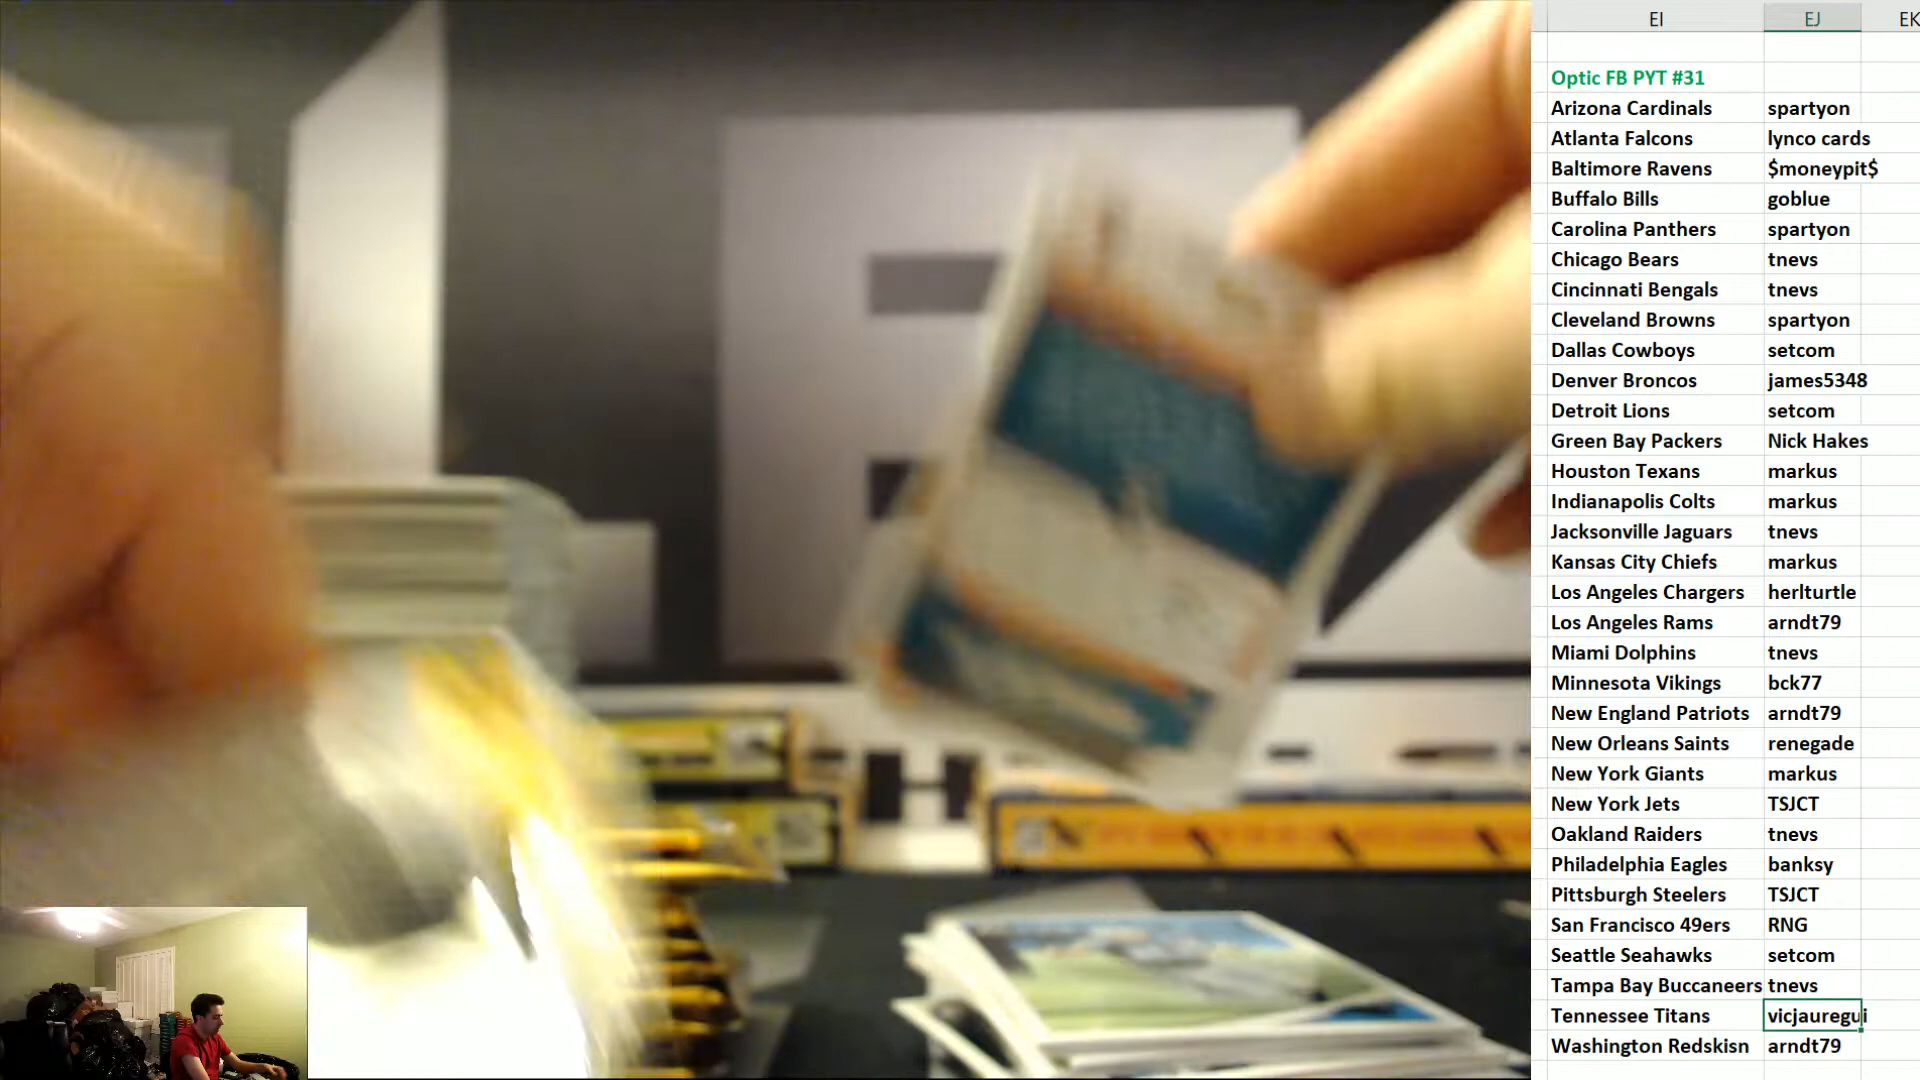 EI EJ EK
Optic FB PYT #31
Arizona Cardinals spartyon
Atlanta Falcons lynco cards
Baltimore Ravens $moneypit$
Buffalo Bills goblue
Carolina Panthers spartyon
Chicago Bears tnevs
Cincinnati Bengals tnevs
Cleveland Browns spartyon
Dallas Cowboys setcom
Denver Broncos james5348
Detroit Lions setcom
Green Bay Packers Nick Hakes
Houston Texans markus
Indianapolis Colts markus
Jacksonville Jaguars tnevs
Kansas City Chiefs markus
Los Angeles Chargers herlturtle
Los Angeles Rams arndt79
Miami Dolphins tnevs
Minnesota Vikings bck77
New England Patriots arndt79
New Orleans Saints renegade
New York Giants markus
New York Jets TSJCT
Oakland Raiders tnevs
Philadelphia Eagles banksy
Pittsburgh Steelers TSJCT
San Francisco 49ers RNG
Seattle Seahawks setcom
Tampa Bay Buccaneers tnevs
Tennessee Titans vicjauregui
Washington Redskisn arndt79